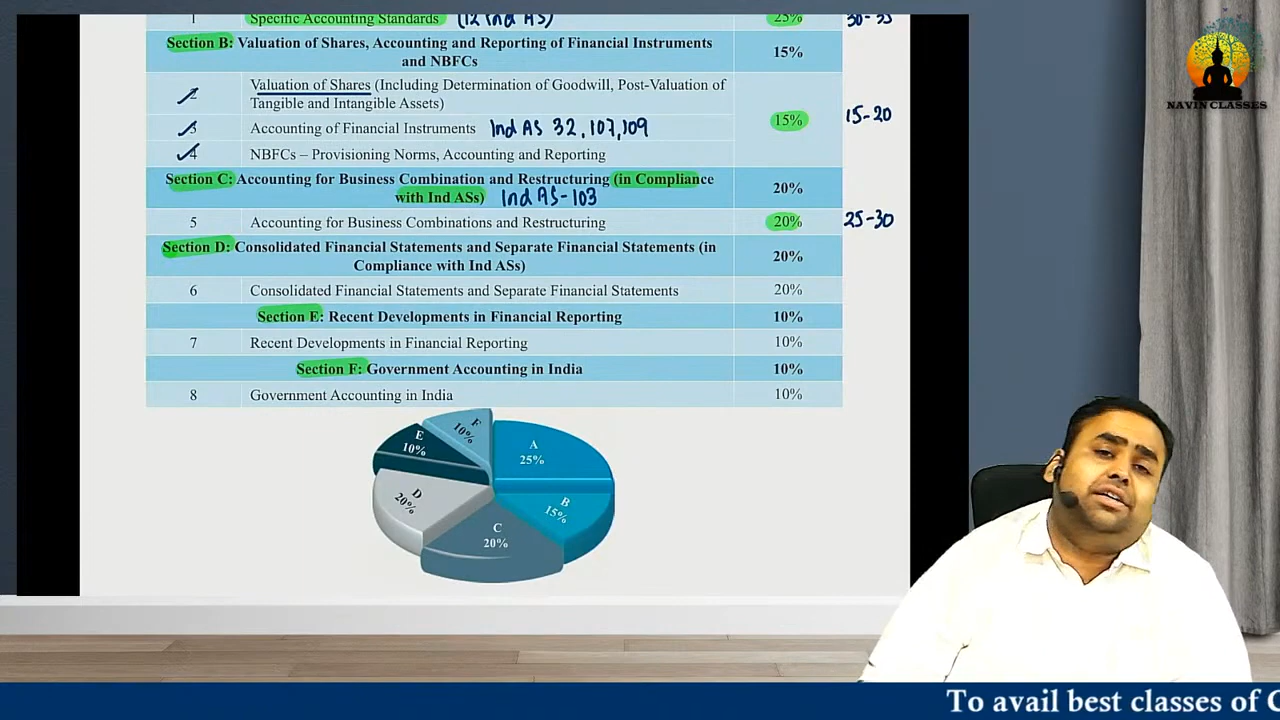 1 Specific Accounting Standards (12 Ind AS) 25% 30-35
Section B: Valuation of Shares, Accounting and Reporting of Financial Instruments
and NBFCs
15%
2 Valuation of Shares (Including Determination of Goodwill, Post-Valuation of
Tangible and Intangible Assets)
3 Accounting of Financial Instruments Ind AS 32,107,109
15% 15-20
4 NBFCs – Provisioning Norms, Accounting and Reporting
Section C: Accounting for Business Combination and Restructuring (in Compliance
with Ind ASs) Ind AS-103
20%
5 Accounting for Business Combinations and Restructuring 20% 25-30
Section D: Consolidated Financial Statements and Separate Financial Statements (in
Compliance with Ind ASs)
20%
6 Consolidated Financial Statements and Separate Financial Statements 20%
Section E: Recent Developments in Financial Reporting 10%
7 Recent Developments in Financial Reporting 10%
Section F: Government Accounting in India 10%
8 Government Accounting in India 10%
A
25%
B
15%
C
20%
D
20%
E
10%
F
10%
NAVIN CLASSES
To avail best classes of C